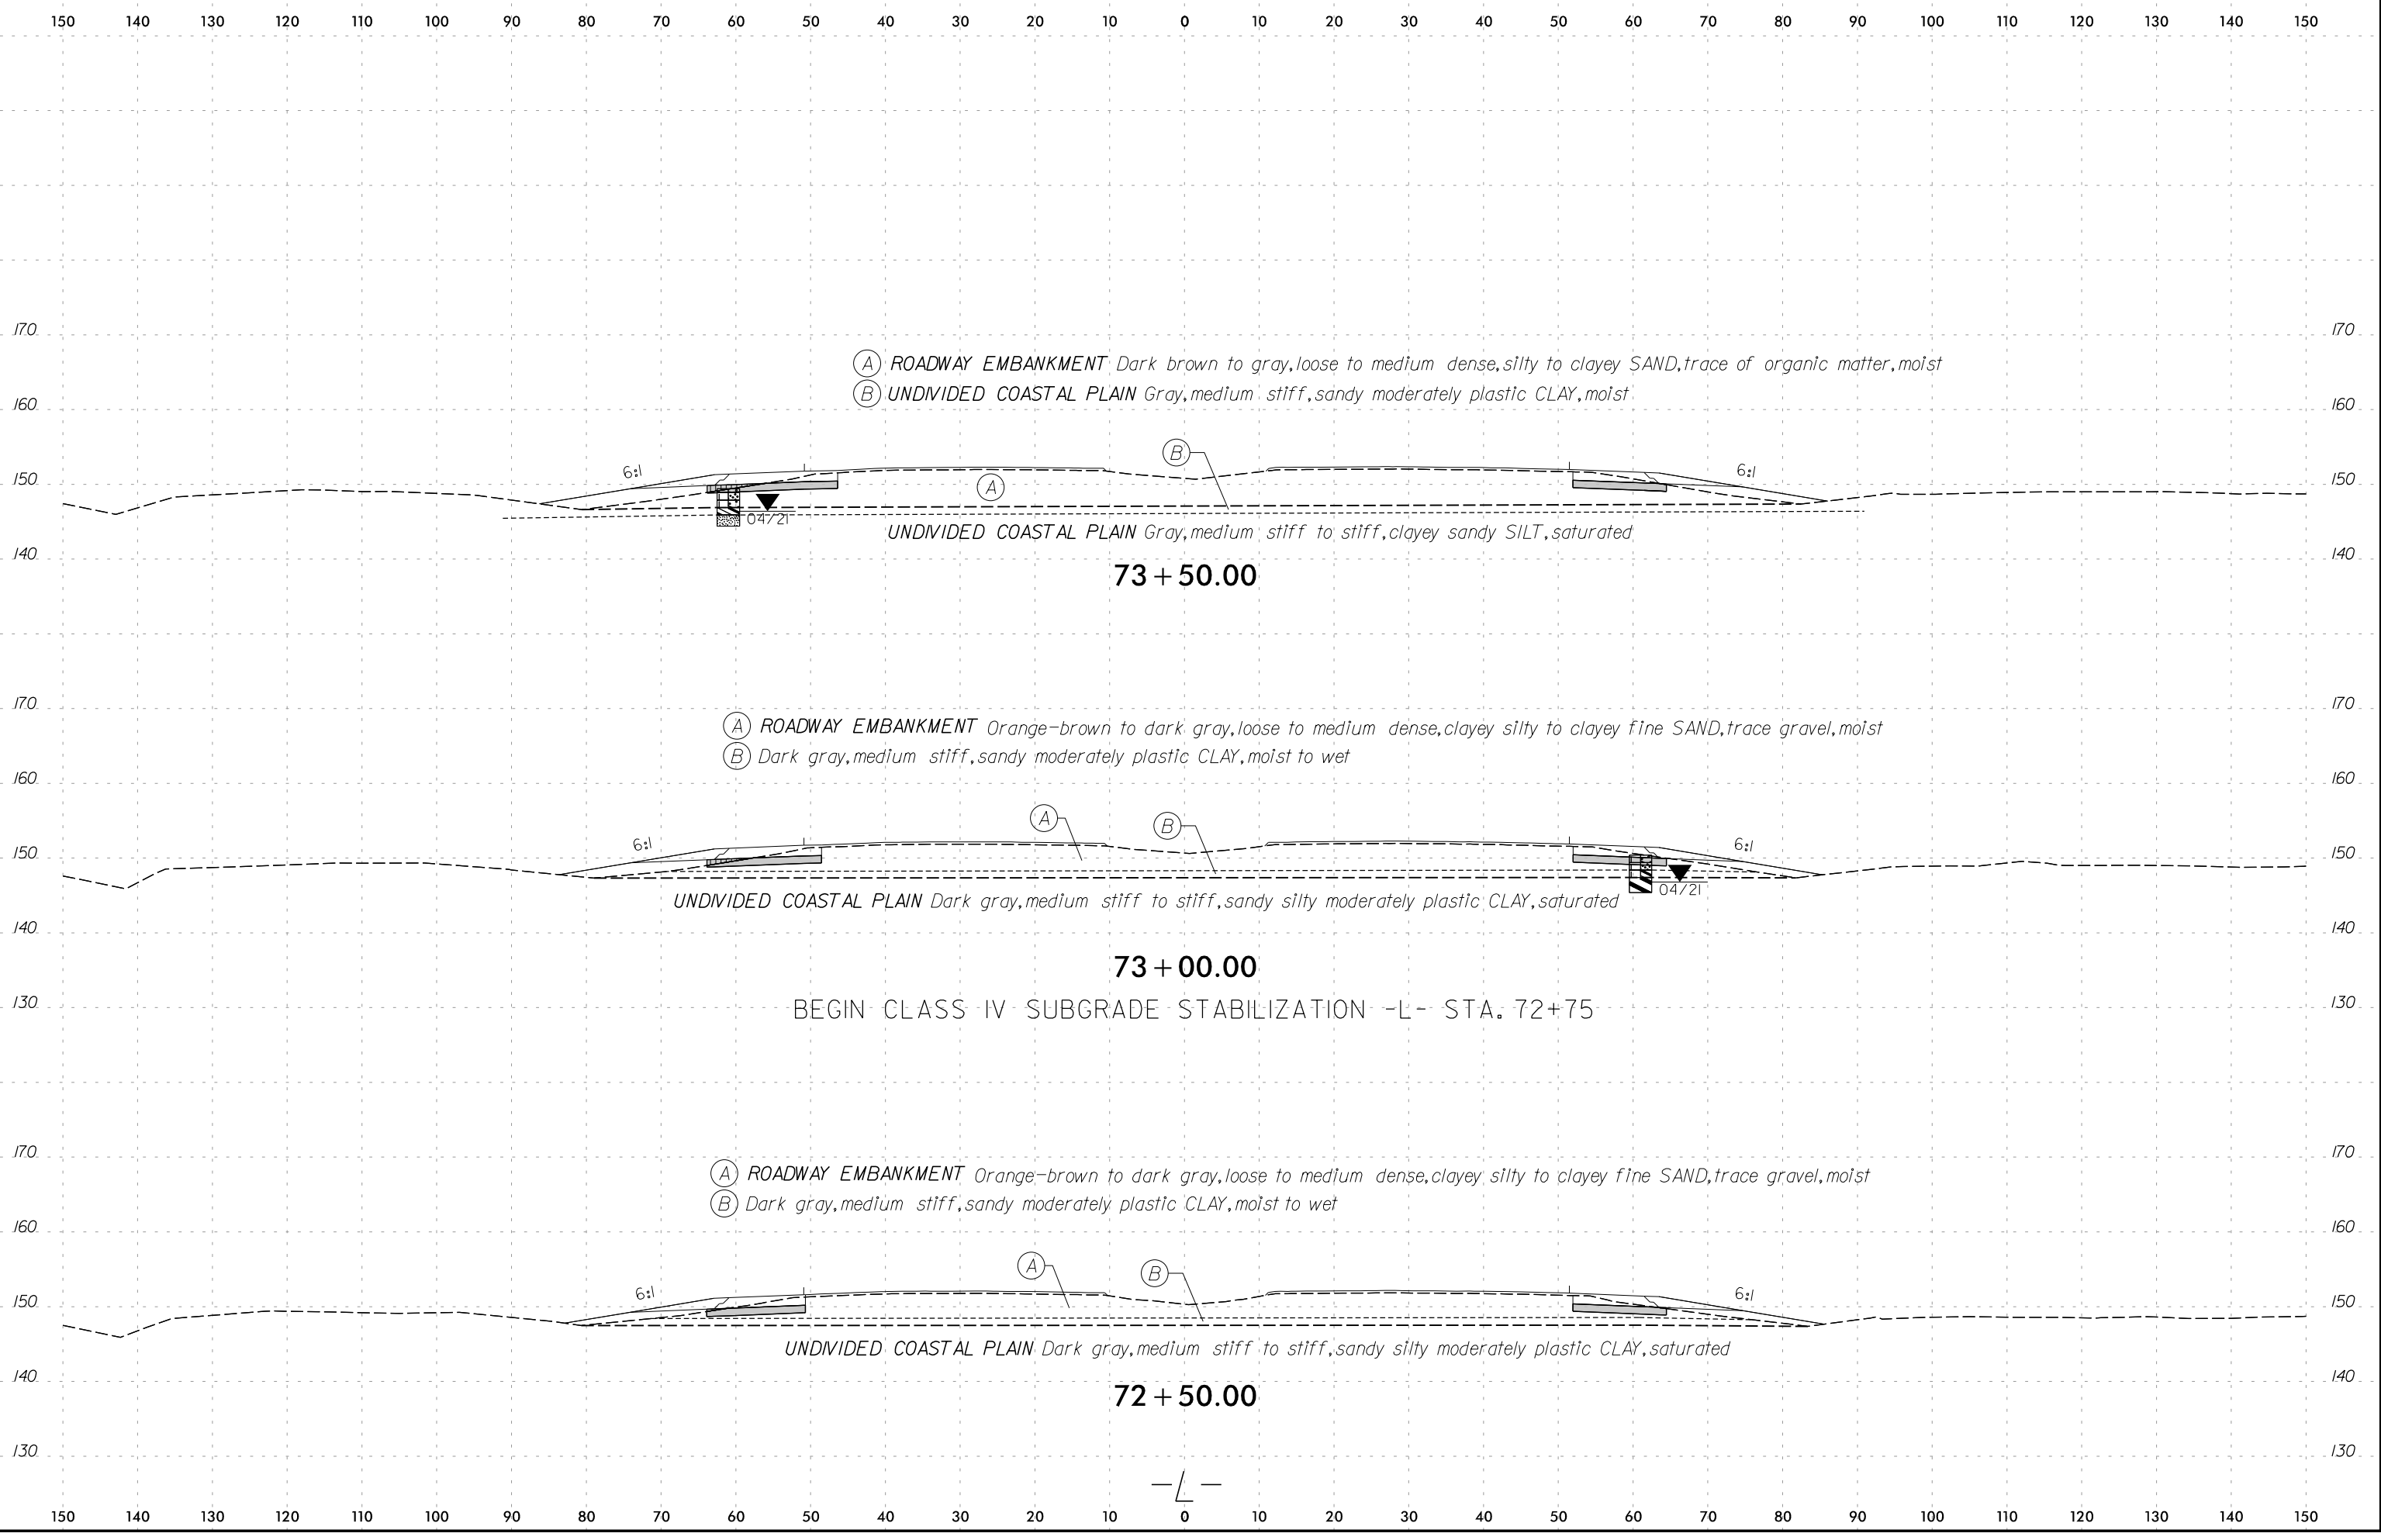 150 140 130 120 110 100 90 80 70 60 50 40 30 20 10 0 10 20 30 40 50 60 70 80 90 100 110 120 130 140 150
170 170
A ROADWAY EMBANKMENT Dark brown to gray, loose to medium dense, silty to clayey SAND, trace of organic matter, moist
B UNDIVIDED COASTAL PLAIN Gray, medium stiff, sandy moderately plastic CLAY, moist
160 160
B
6:1 6:1
150 A 150
04/21
UNDIVIDED COASTAL PLAIN Gray, medium stiff to stiff, clayey sandy SILT, saturated
140 140
73+50.00
170 170
A ROADWAY EMBANKMENT Orange-brown to dark gray, loose to medium dense, clayey silty to clayey fine SAND, trace gravel, moist
B Dark gray, medium stiff, sandy moderately plastic CLAY, moist to wet
160 160
A B
6:1 6:1
150 150
04/21
UNDIVIDED COASTAL PLAIN Dark gray, medium stiff to stiff, sandy silty moderately plastic CLAY, saturated
140 140
73+00.00
130 BEGIN CLASS IV SUBGRADE STABILIZATION -L- STA. 72+75 130
170 170
A ROADWAY EMBANKMENT Orange-brown to dark gray, loose to medium dense, clayey silty to clayey fine SAND, trace gravel, moist
B Dark gray, medium stiff, sandy moderately plastic CLAY, moist to wet
160 160
A B
6:1 6:1
150 150
UNDIVIDED COASTAL PLAIN Dark gray, medium stiff to stiff, sandy silty moderately plastic CLAY, saturated
140 140
72+50.00
130 130
-L-
150 140 130 120 110 100 90 80 70 60 50 40 30 20 10 0 10 20 30 40 50 60 70 80 90 100 110 120 130 140 150